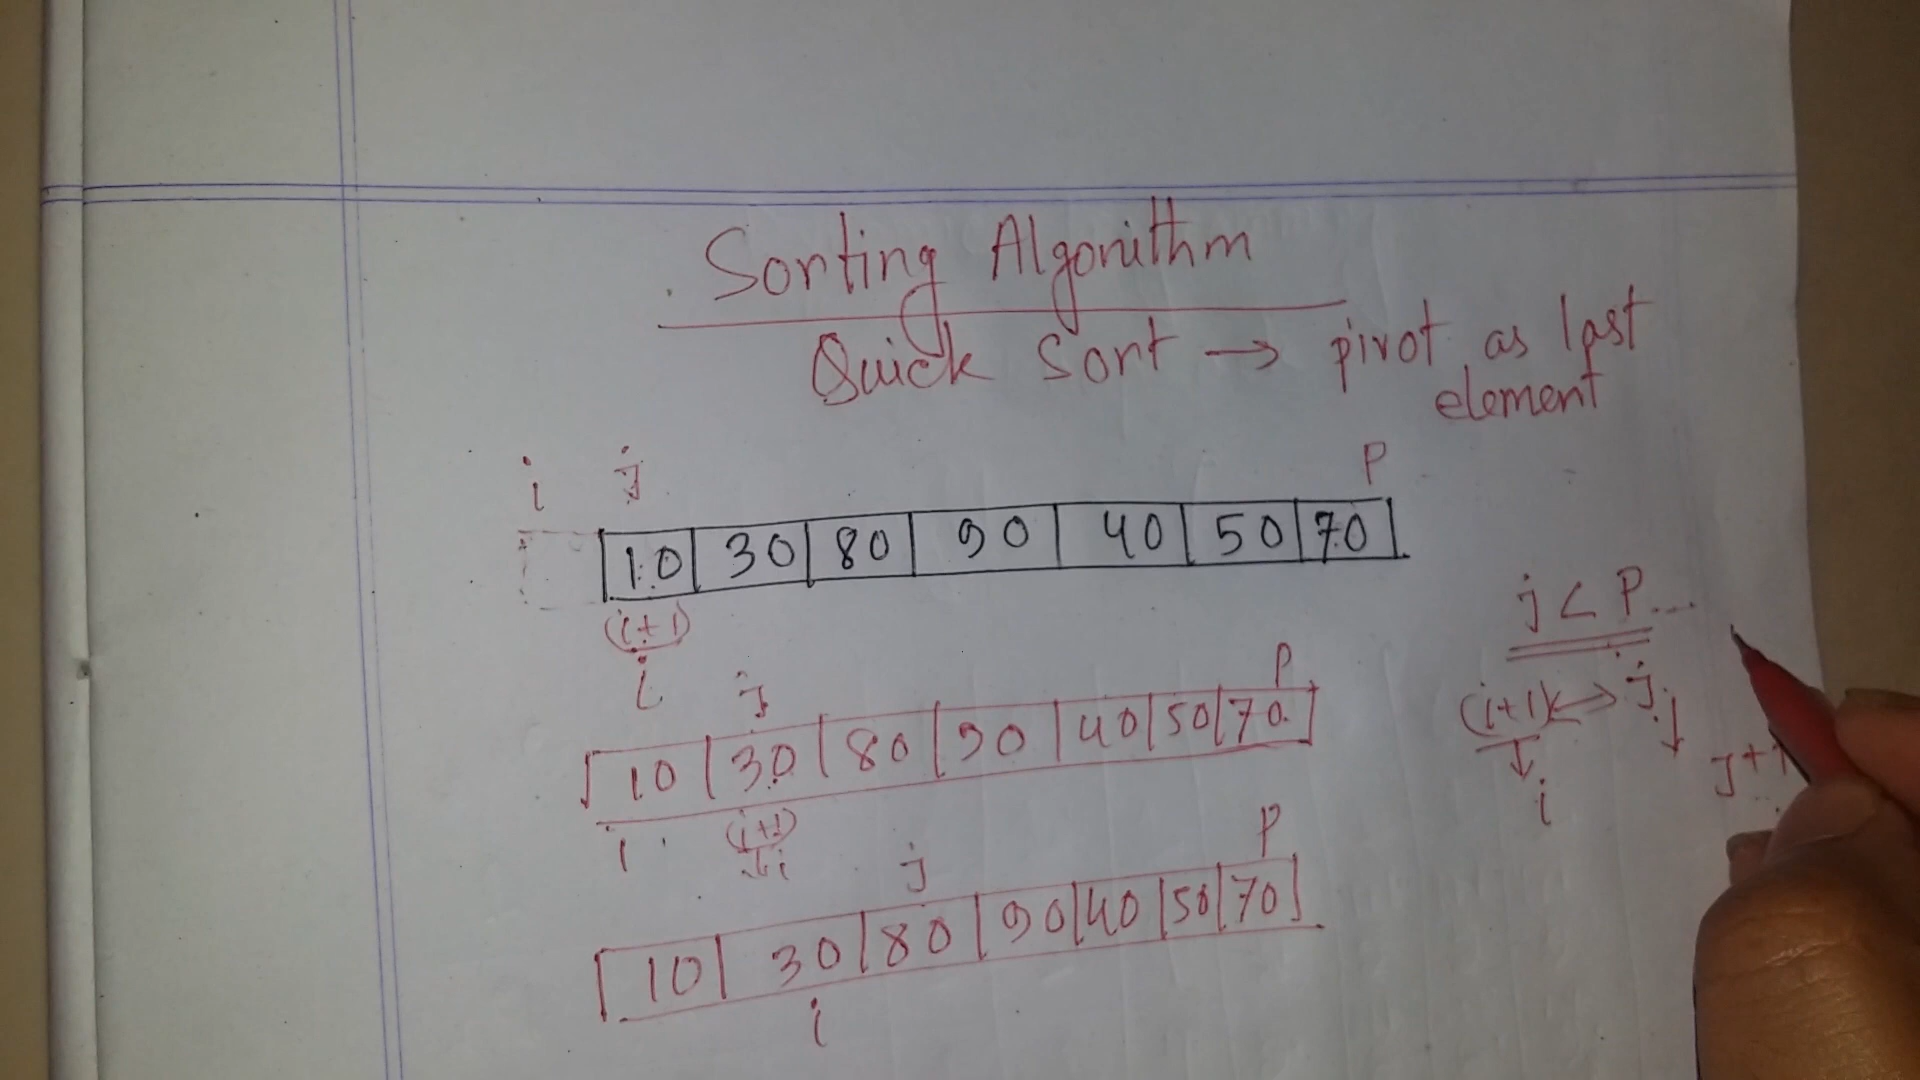 Sorting Algorithm
Quick Sort → pivot as last
element
i j P
10 30 80 90 40 50 70
(i+1)
i
j < P...
(i+1) ↔ j
↓ ↓
i j+1
j P
10 30 80 90 40 50 70
i (i+1)
↓ i
j P
10 30 80 90 40 50 70
i